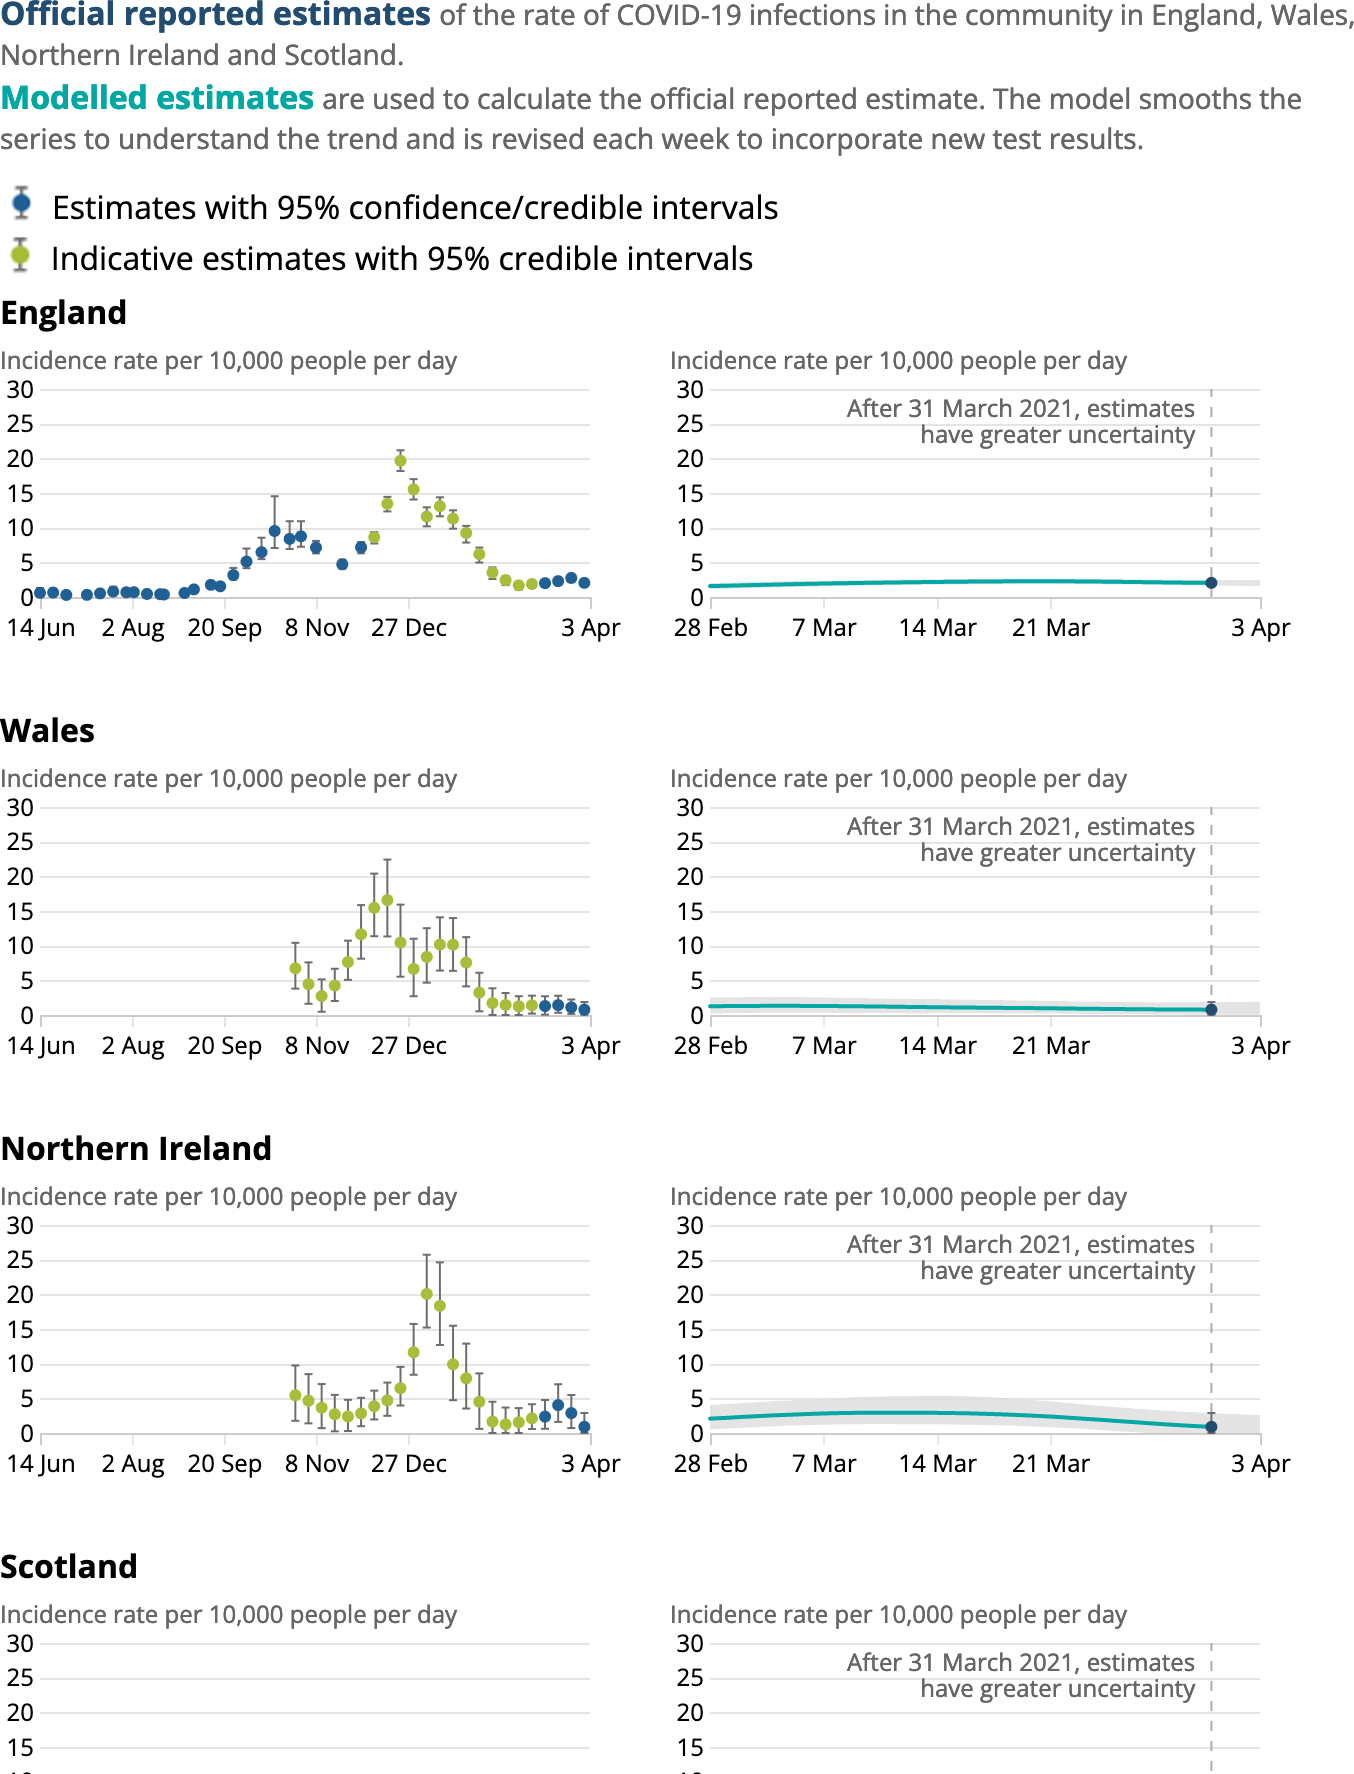 Official reported estimates of the rate of COVID-19 infections in the community in England, Wales,
Northern Ireland and Scotland.
Modelled estimates are used to calculate the official reported estimate. The model smooths the
series to understand the trend and is revised each week to incorporate new test results.
Estimates with 95% confidence/credible intervals
Indicative estimates with 95% credible intervals
England
Incidence rate per 10,000 people per day
30
25
20
15
10
5
0
14 Jun 2 Aug 20 Sep 8 Nov 27 Dec 3 Apr
Incidence rate per 10,000 people per day
30
After 31 March 2021, estimates
25
have greater uncertainty
20
15
10
5
0
28 Feb 7 Mar 14 Mar 21 Mar 3 Apr
Wales
Incidence rate per 10,000 people per day
30
25
20
15
10
5
0
14 Jun 2 Aug 20 Sep 8 Nov 27 Dec 3 Apr
Incidence rate per 10,000 people per day
30
After 31 March 2021, estimates
25
have greater uncertainty
20
15
10
5
0
28 Feb 7 Mar 14 Mar 21 Mar 3 Apr
Northern Ireland
Incidence rate per 10,000 people per day
30
25
20
15
10
5
0
14 Jun 2 Aug 20 Sep 8 Nov 27 Dec 3 Apr
Incidence rate per 10,000 people per day
30
After 31 March 2021, estimates
25
have greater uncertainty
20
15
10
5
0
28 Feb 7 Mar 14 Mar 21 Mar 3 Apr
Scotland
Incidence rate per 10,000 people per day
30
25
20
15
Incidence rate per 10,000 people per day
30
After 31 March 2021, estimates
25
have greater uncertainty
20
15